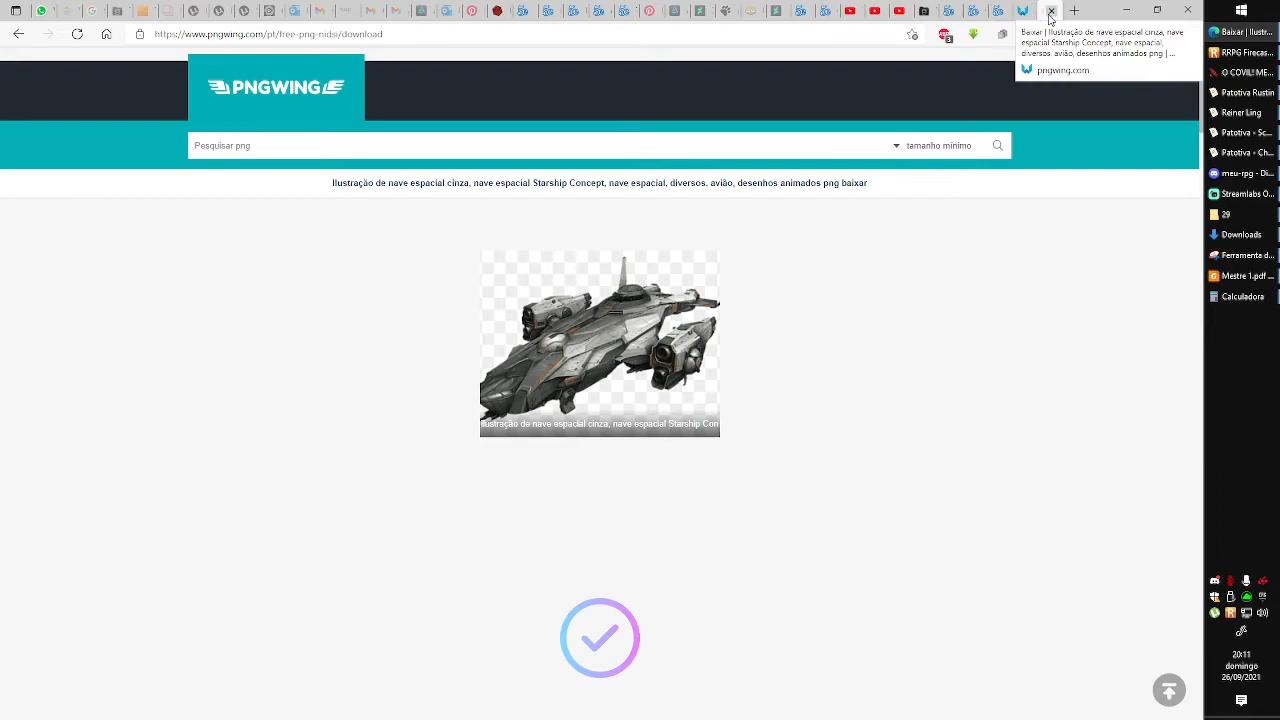 https://www.pngwing.com/pt/free-png-nidsi/download
3
Baixar | Ilustração de nave espacial cinza, nave
espacial Starship Concept, nave espacial,
diversos, avião, desenhos animados png | ...
pngwing.com
PNGWING
Pesquisar png
tamanho mínimo
Ilustração de nave espacial cinza, nave espacial Starship Concept, nave espacial, diversos, avião, desenhos animados png baixar
Ilustração de nave espacial cinza, nave espacial Starship Con
Baixar | Ilustr...
RRPG Firecas...
O COVIL! ME...
Patotiva Rustin
Reiner Ling
Patotiva • S...
Patotiva • Ch...
meu-rpg - Di...
Streamlabs O...
29
Downloads
Ferramenta d...
Mestre 1.pdf ...
Calculadora
20:11
domingo
26/09/2021